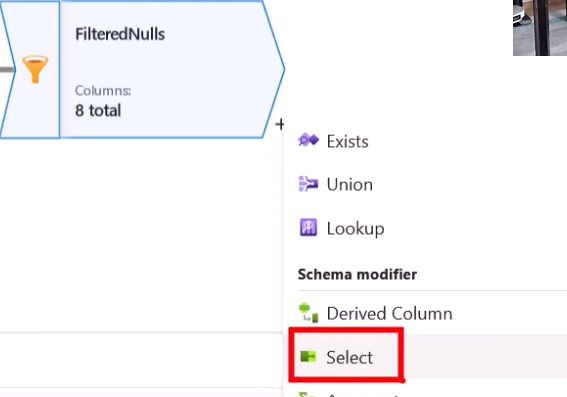 FilteredNulls
Columns:
8 total
+
Exists
Union
Lookup
Schema modifier
Derived Column
Select